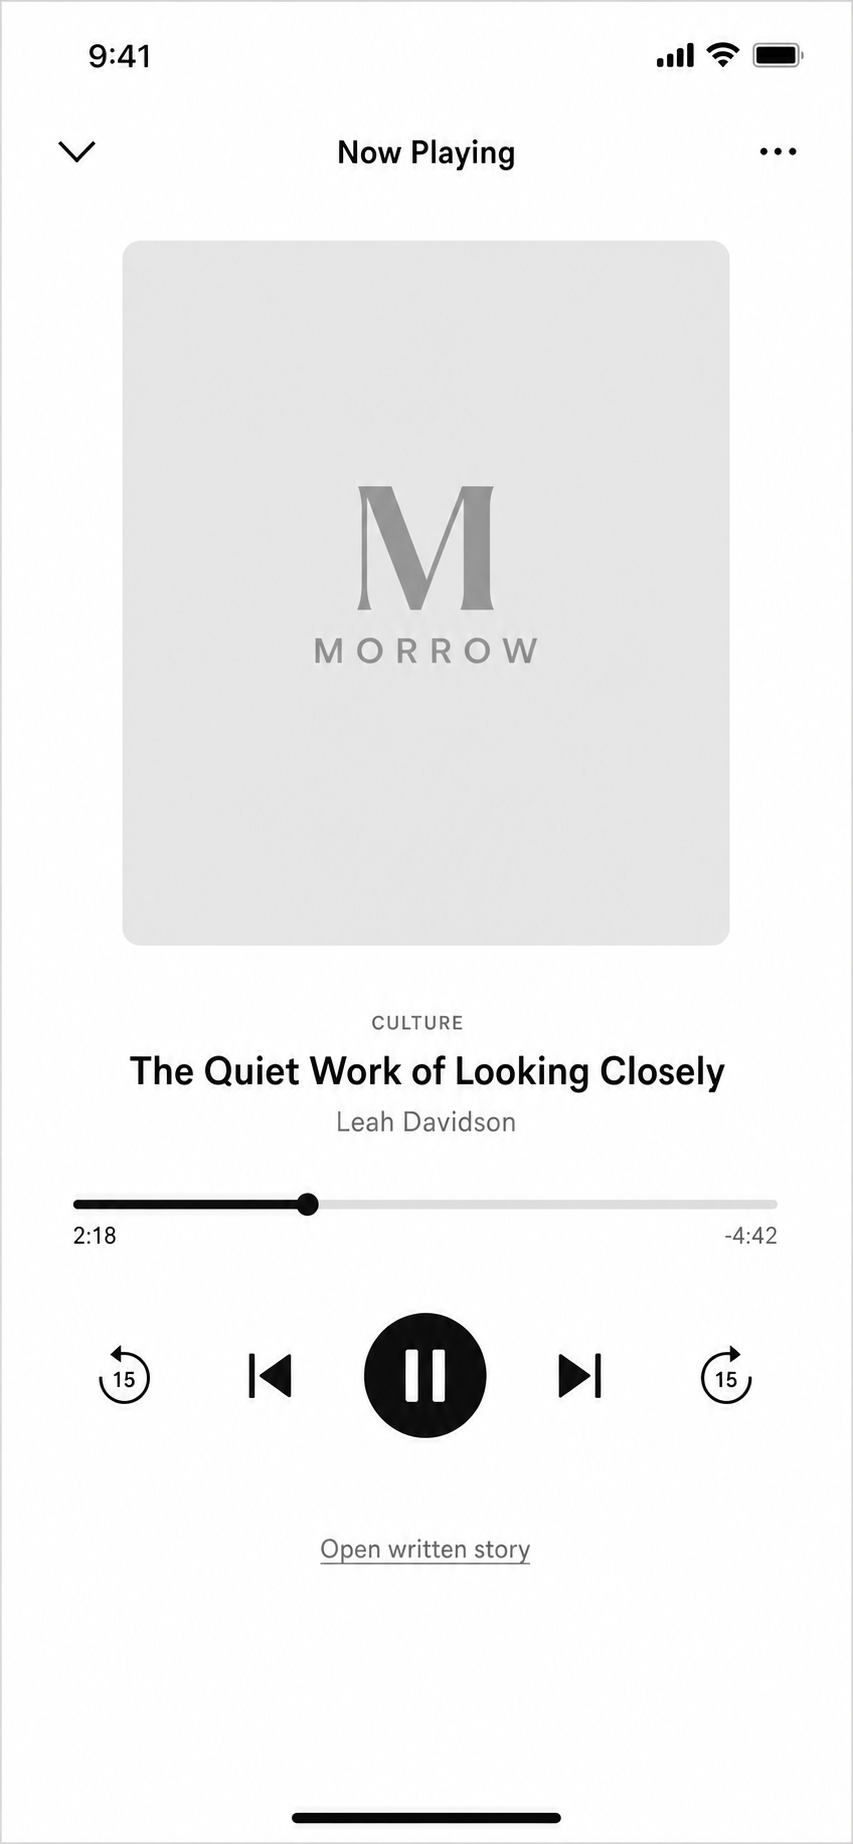 9:41
Now Playing
M
MORROW
CULTURE
The Quiet Work of Looking Closely
Leah Davidson
2:18
-4:42
15
15
Open written story